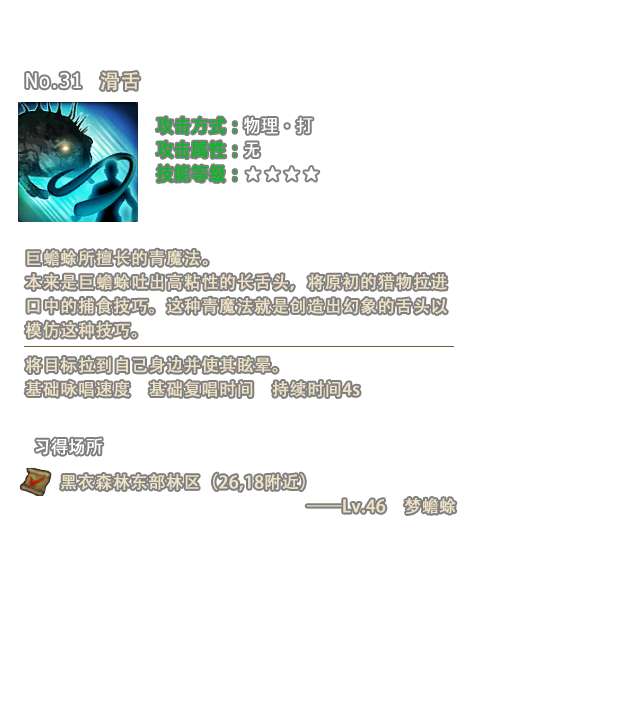 No.31 滑舌
攻击方式：物理·打
攻击属性：无
技能等级：☆☆☆☆
巨蟾蜍所擅长的青魔法。
本来是巨蟾蜍吐出高粘性的长舌头，将原初的猎物拉进
口中的捕食技巧。这种青魔法就是创造出幻象的舌头以
模仿这种技巧。
将目标拉到自己身边并使其眩晕。
基础咏唱速度 基础复唱时间 持续时间4s
习得场所
黑衣森林东部林区（26,18附近）
——Lv.46 梦蟾蜍